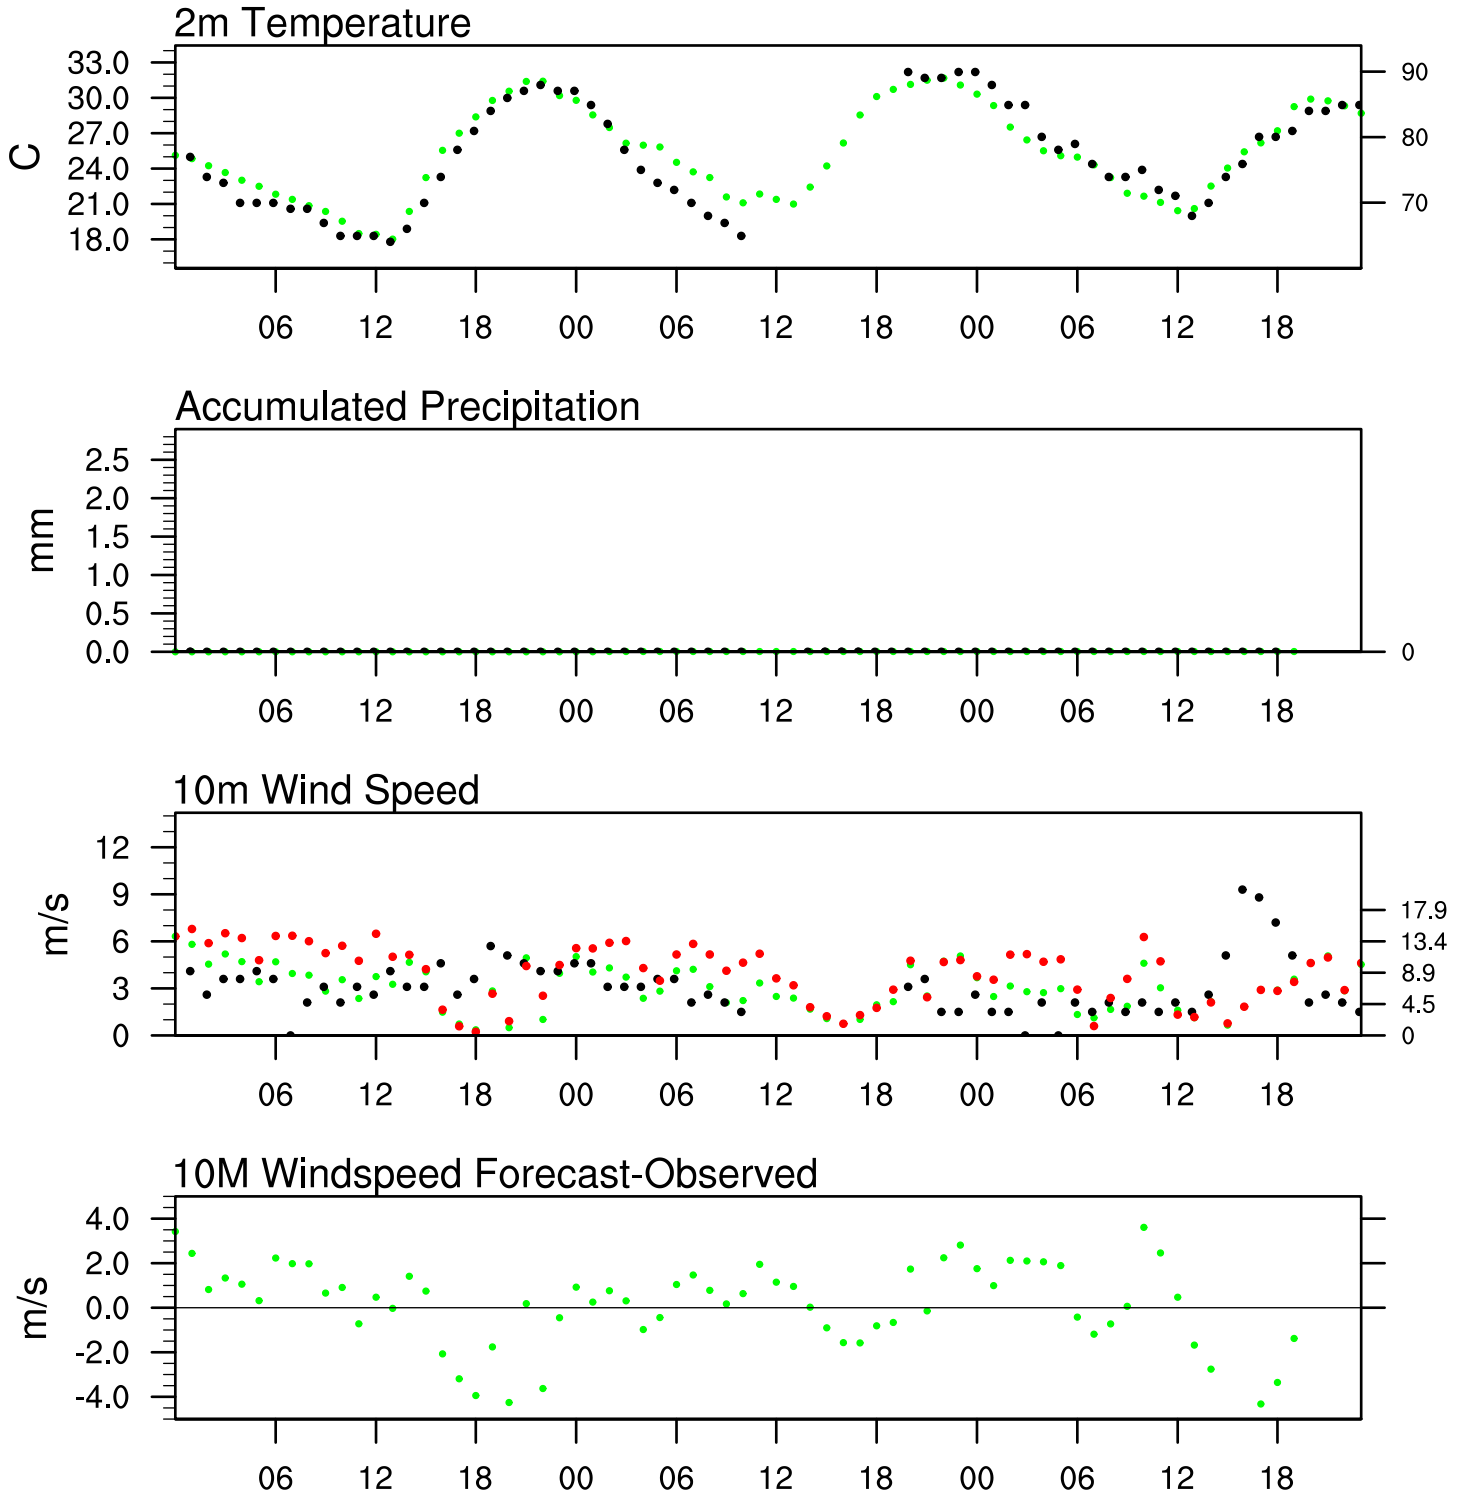 2m Temperature
33.0
30.0
27.0
24.0
21.0
18.0
C
90
80
70
06 12 18 00 06 12 18 00 06 12 18
Accumulated Precipitation
2.5
2.0
1.5
1.0
0.5
0.0
mm
0
06 12 18 00 06 12 18 00 06 12 18
10m Wind Speed
12
9
6
3
0
m/s
17.9
13.4
8.9
4.5
0
06 12 18 00 06 12 18 00 06 12 18
10M Windspeed Forecast-Observed
4.0
2.0
0.0
-2.0
-4.0
m/s
06 12 18 00 06 12 18 00 06 12 18